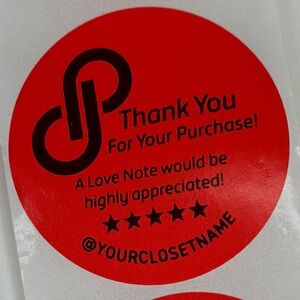 Thank You
For Your Purchase!
A Love Note would be
highly appreciated!
@YOURCLOSETNAME